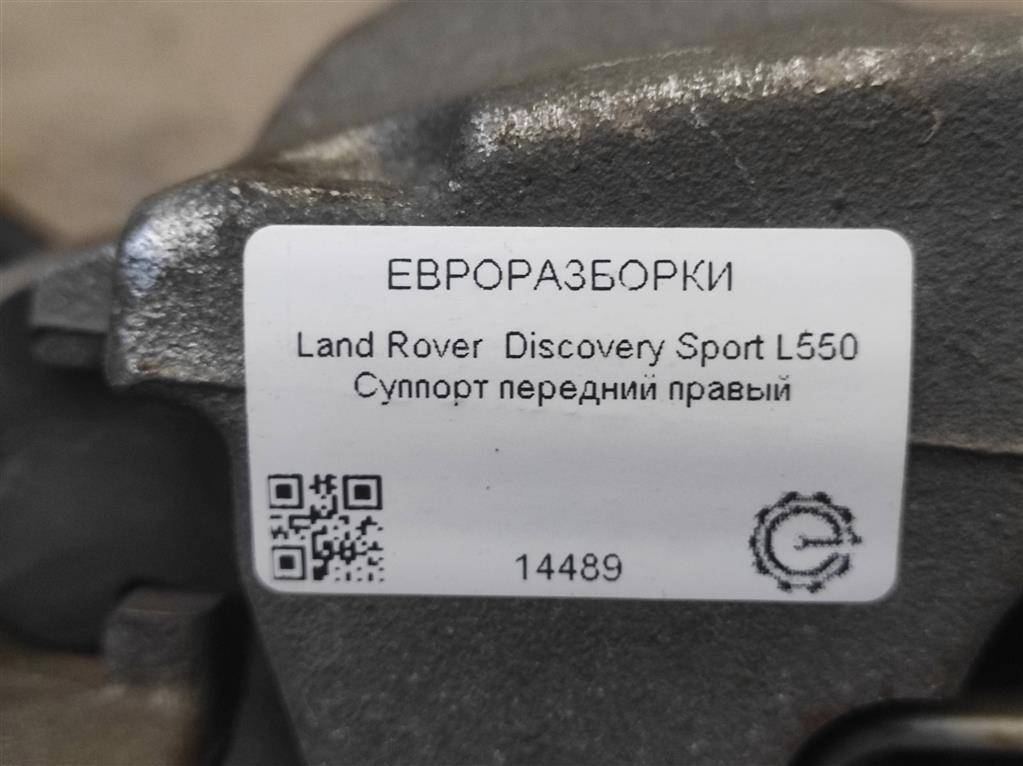 ЕВРОРАЗБОРКИ
Land Rover Discovery Sport L550
Суппорт передний правый
14489